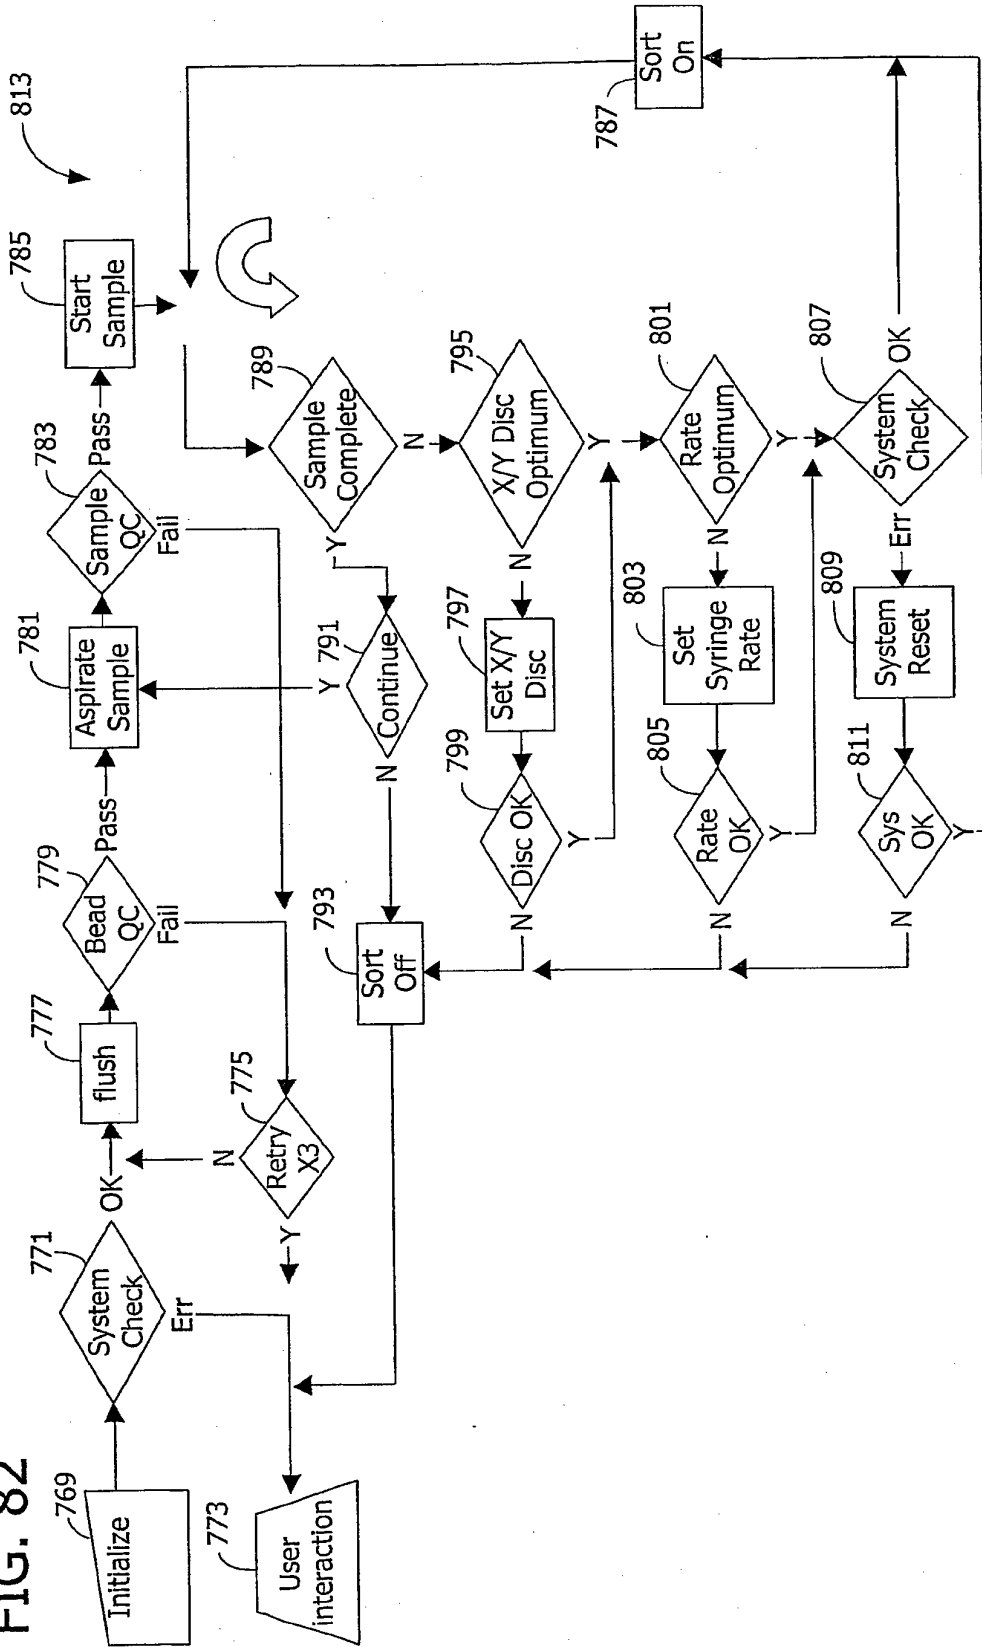 FIG. 82
813
769
Initialize
771
System
Check
OK
Err
777
flush
779
Bead
QC
Pass
Fail
781
Aspirate
Sample
783
Sample
QC
Pass
Fail
785
Start
Sample
773
User
interaction
775
Retry
X3
N
Y
787
Sort
On
789
Sample
Complete
Y
N
791
Continue
Y
N
793
Sort
Off
795
X/Y Disc
Optimum
N
Y
797
Set X/Y
Disc
799
Disc OK
N
Y
801
Rate
Optimum
N
Y
803
Set
Syringe
Rate
805
Rate
OK
N
Y
807
System
Check
OK
Err
809
System
Reset
811
Sys
OK
N
Y